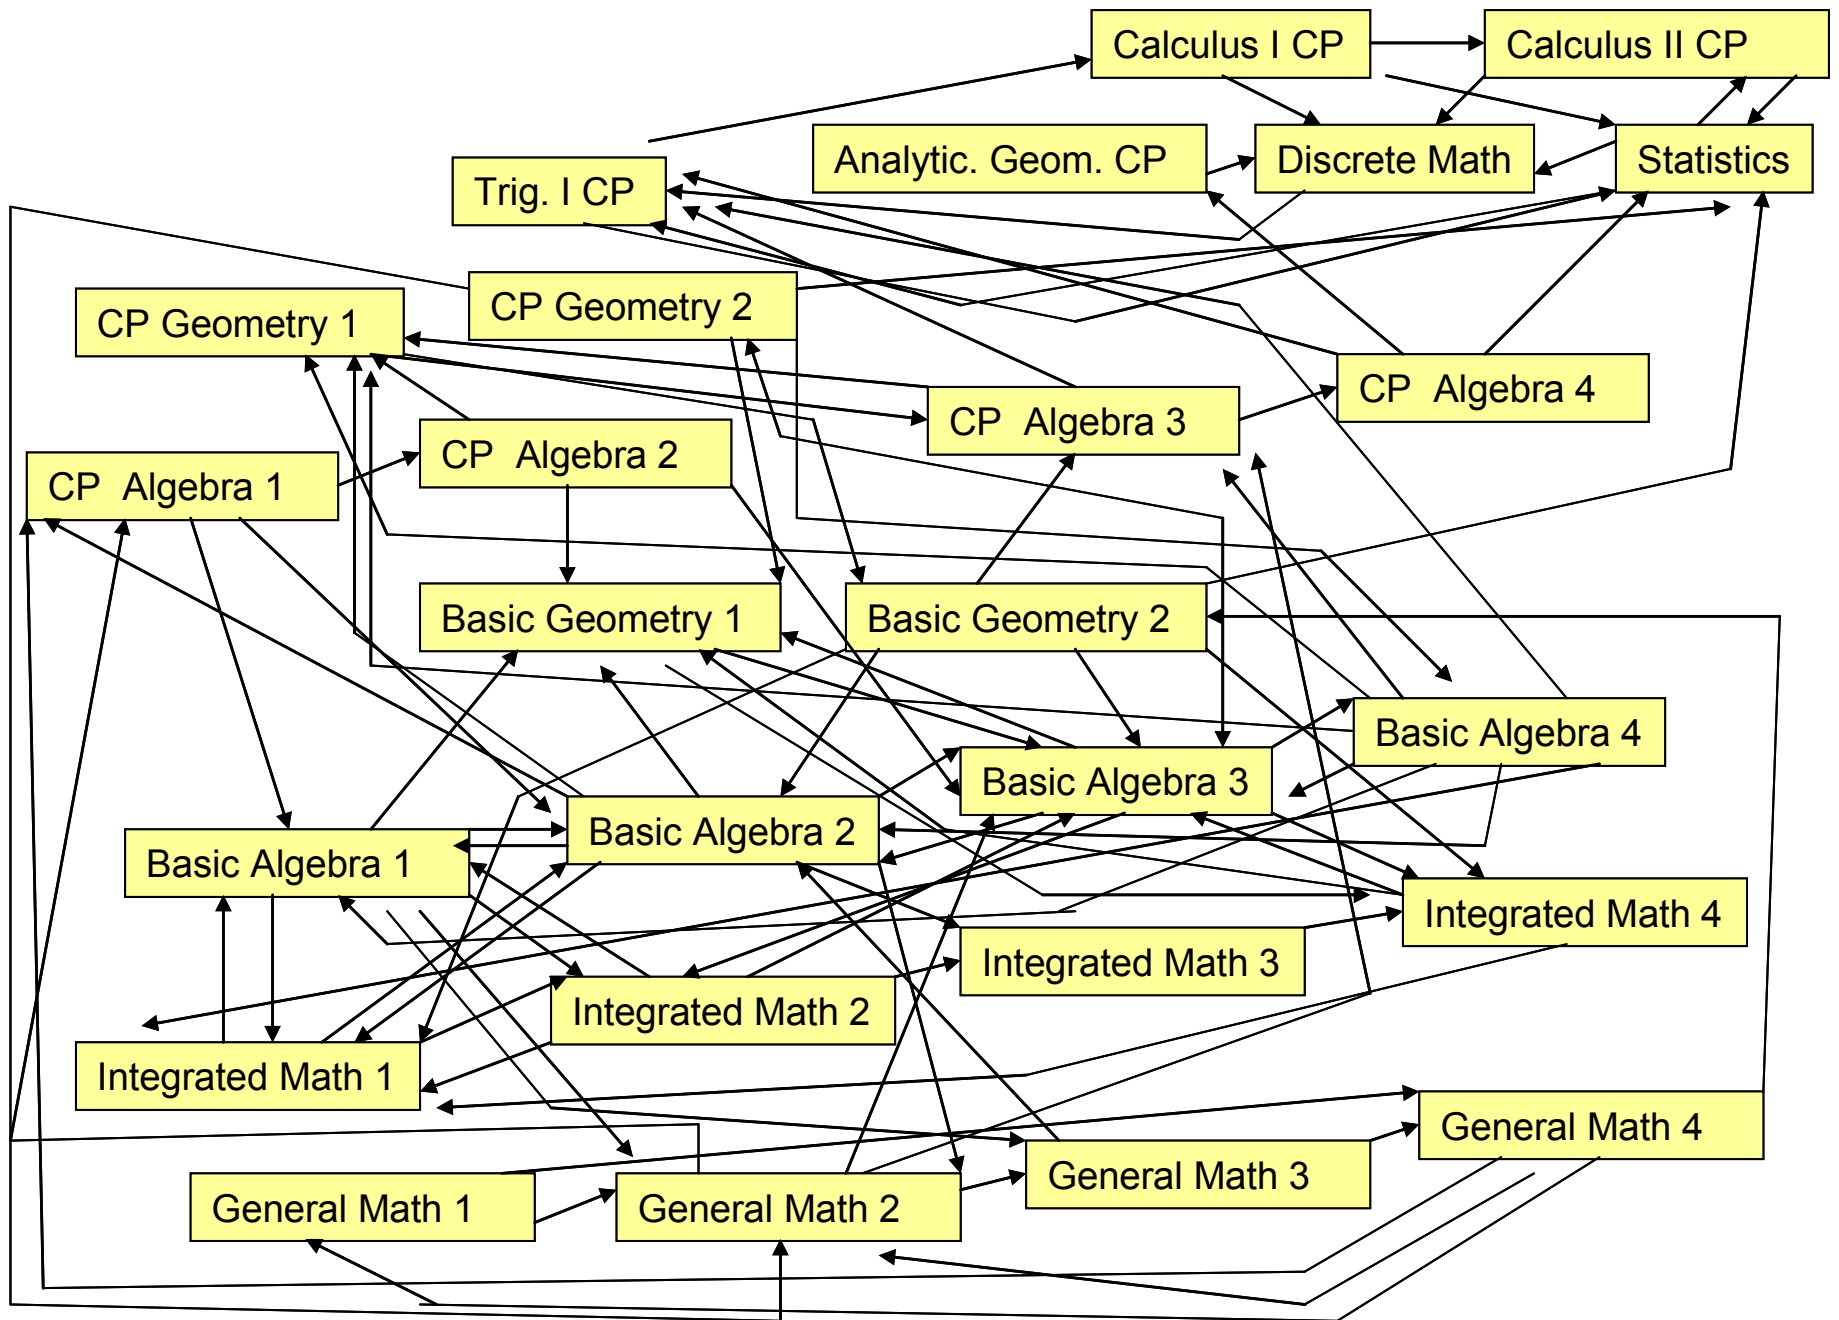 Calculus I CP
Calculus II CP
Analytic. Geom. CP
Discrete Math
Statistics
Trig. I CP
CP Geometry 2
CP Geometry 1
CP Algebra 4
CP Algebra 3
CP Algebra 2
CP Algebra 1
Basic Geometry 1
Basic Geometry 2
Basic Algebra 4
Basic Algebra 3
Basic Algebra 2
Basic Algebra 1
Integrated Math 4
Integrated Math 3
Integrated Math 2
Integrated Math 1
General Math 4
General Math 3
General Math 1
General Math 2